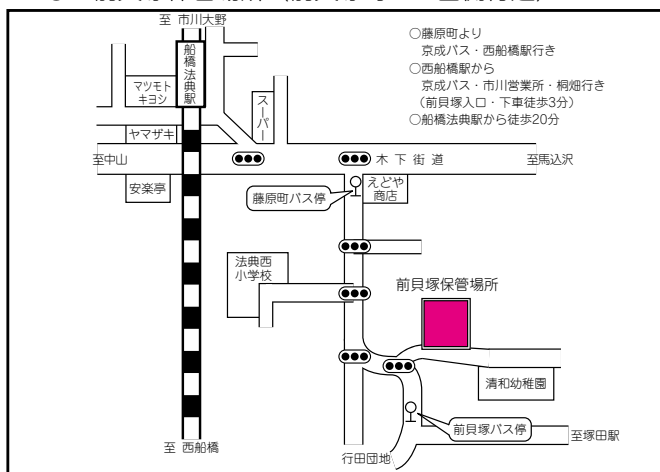 至 市川大野
○藤原町より
京成バス・西船橋駅行き
○西船橋駅から
京成バス・市川営業所・桐畑行き
（前貝塚入口・下車徒歩3分）
○船橋法典駅から徒歩20分
船橋法典駅
マツモト
キヨシ
スーパー
ヤマザキ
至中山
木下街道
至馬込沢
安楽亭
藤原町バス停
えどや
商店
法典西
小学校
前貝塚保管場所
清和幼稚園
前貝塚バス停
至塚田駅
至 西船橋
行田団地